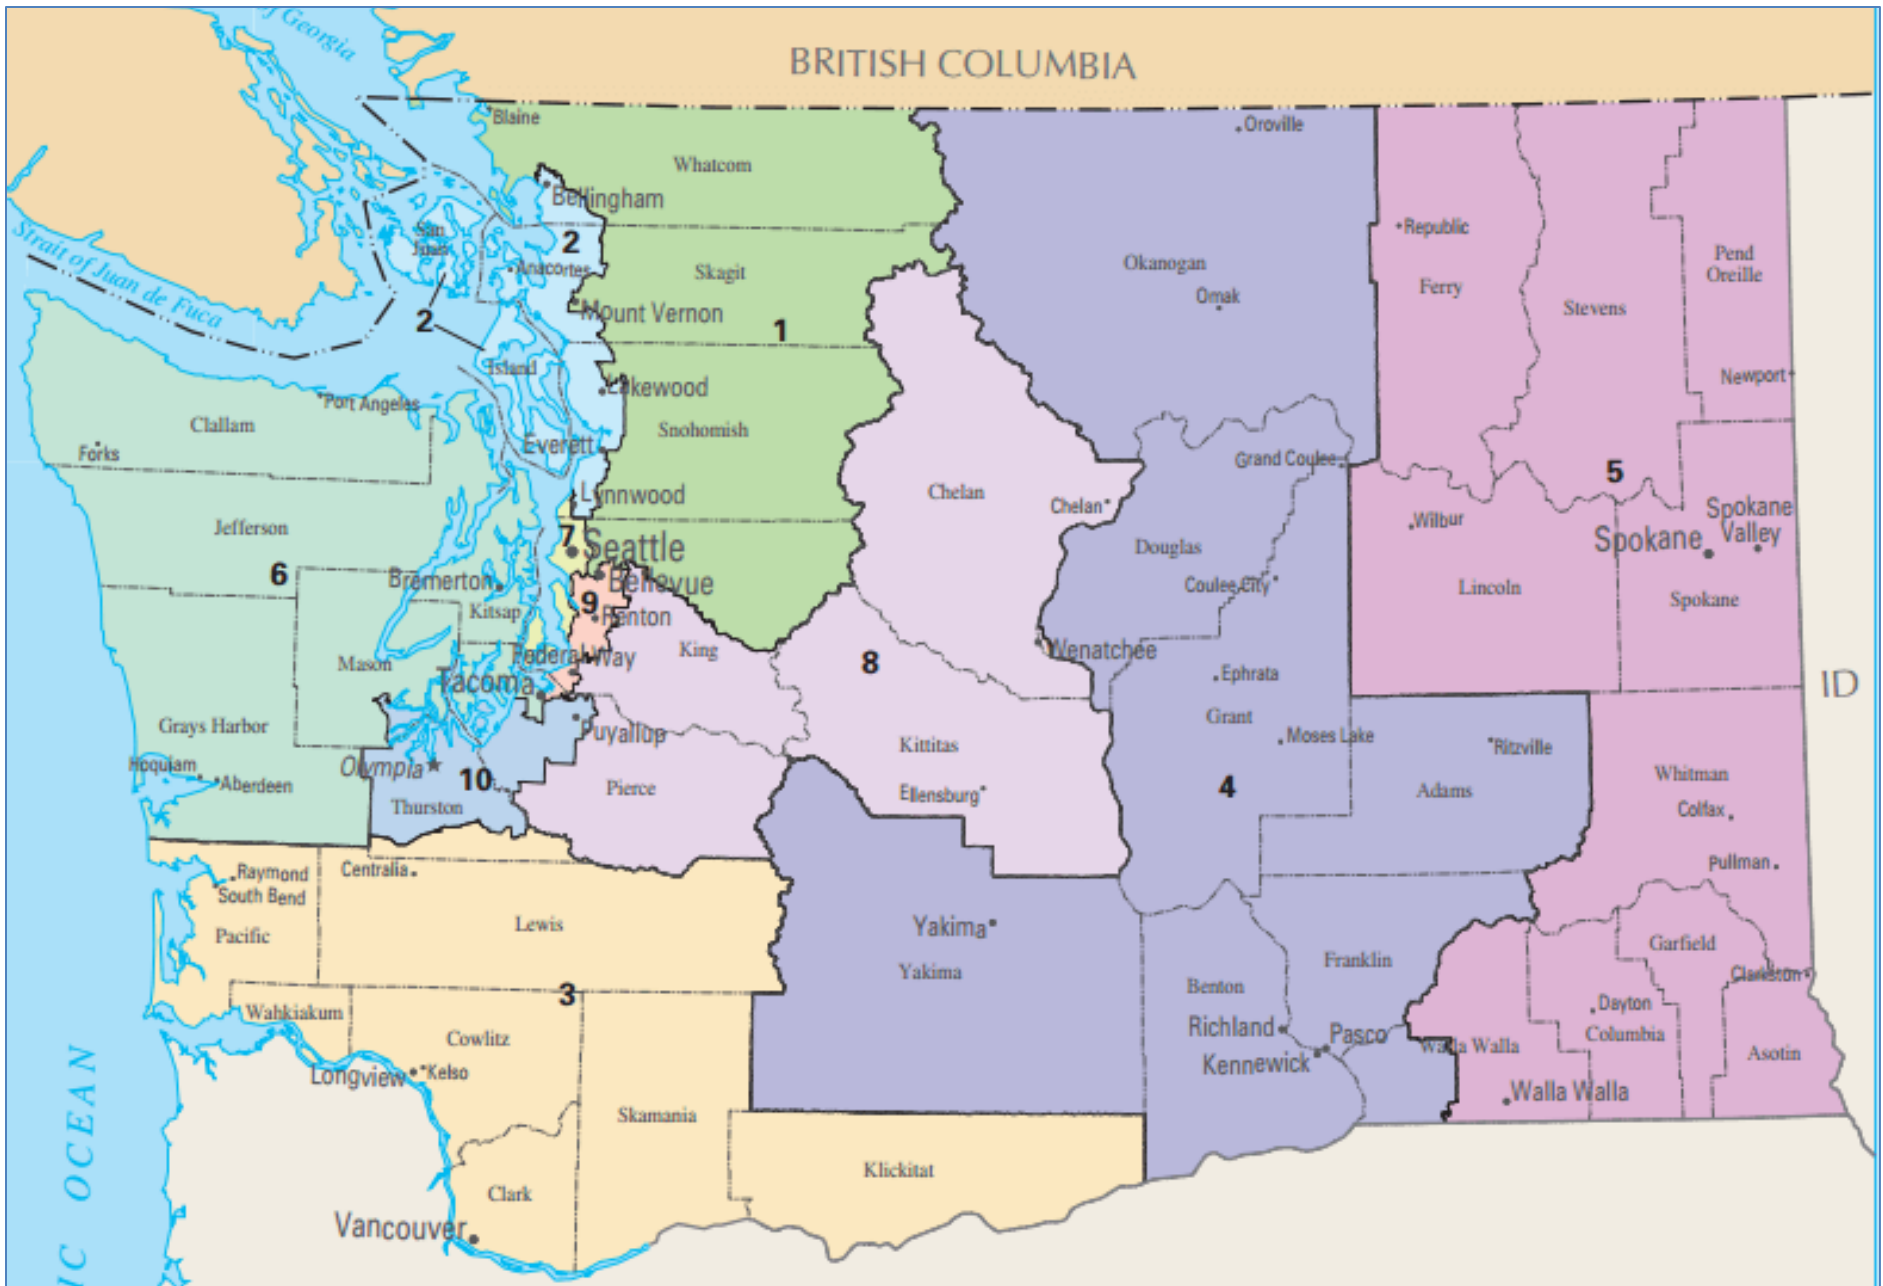 of Georgia
BRITISH COLUMBIA
Blaine
Oroville
Whatcom
Bellingham
San
Juan
2
Anacortes
Skagit
Okanogan
Republic
Ferry
Pend
Oreille
Stevens
Strait of Juan de Fuca
2
Mount Vernon
1
Omak
Island
Lakewood
Newport
Port Angeles
Clallam
Snohomish
Everett
Forks
Grand Coulee
5
Lynnwood
Chelan
Chelan
Spokane
Valley
Jefferson
7
Seattle
Wilbur
Spokane
Douglas
6
Bremerton
Bellevue
Coulee City
Lincoln
Spokane
Kitsap
9
Renton
Mason
Federal Way
King
8
Wenatchee
Tacoma
Ephrata
ID
Grays Harbor
Puyallup
Grant
Kittitas
Moses Lake
Ritzville
Hoquiam
Aberdeen
Olympia
10
Thurston
Pierce
Ellensburg
4
Adams
Whitman
Colfax
Raymond
South Bend
Centralia
Pullman
Pacific
Lewis
Yakima
Yakima
Franklin
Garfield
Clarkston
Wahkiakum
3
Benton
Dayton
Columbia
Cowlitz
Richland
Pasco
Kennewick
Walla Walla
Asotin
Longview
Kelso
Walla Walla
Skamania
Klickitat
Clark
Vancouver
IC OCEAN